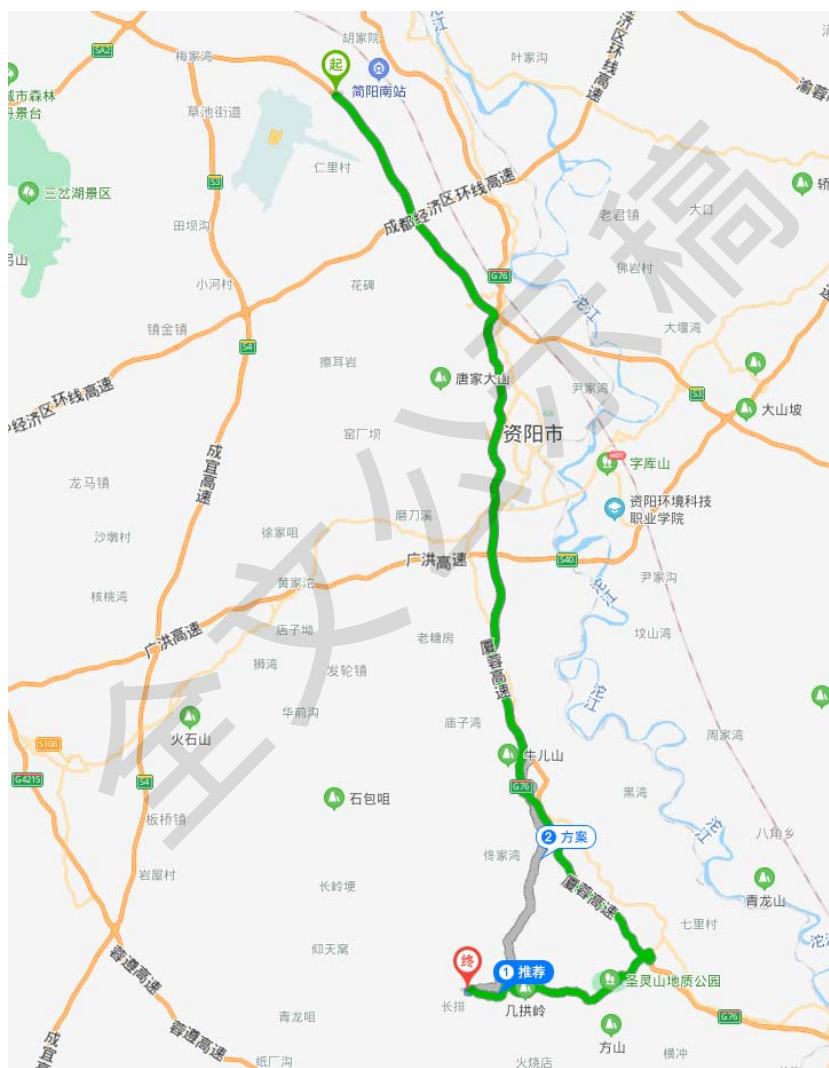 胡家院
叶家沟
SA2
梅家湾
起
城市森林
丹景台
简阳南站
草池街道
仁里村
成都经济区环线高速
三岔湖景区
S3
老君镇
大口
田坝沟
佛岩村
小河村
花碑
G76
沱江
镇金镇
S4
大堰湾
擦耳岩
唐家大山
尹家湾
S3
大山坡
经济区环线高速
窑厂坝
资阳市
成宜高速
字库山
龙马镇
磨刀溪
资阳环境科技
职业学院
沙墩村
徐家咀
广洪高速
S40
黄家沱
尹家沟
沱江
核桃湾
店子坳
老糖房
坟山湾
广洪高速
狮湾
发轮镇
厦蓉高速
沱江
华前沟
庙子湾
周家湾
火石山
S106
牛儿山
G4215
S4
G76
石包咀
黑湾
沱江
板桥镇
2 方案
八角乡
佟家湾
岩屋村
长岭埂
厦蓉高速
青龙山
七里村
仰天窝
沱江
蓉遵高速
终
1 推荐
圣灵山地质公园
长排
几拱岭
青龙咀
G76
蓉遵高速
方山
成宜高
横冲
纸厂沟
火烧店
全文公示稿